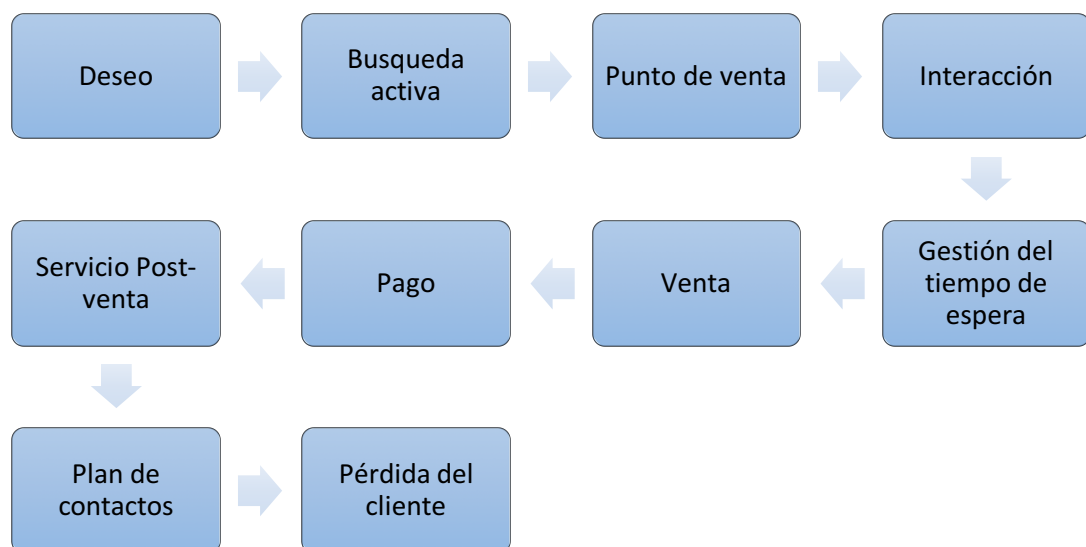 Deseo
Busqueda
activa
Punto de venta
Interacción
Gestión del
tiempo de
espera
Venta
Pago
Servicio Post-
venta
Plan de
contactos
Pérdida del
cliente